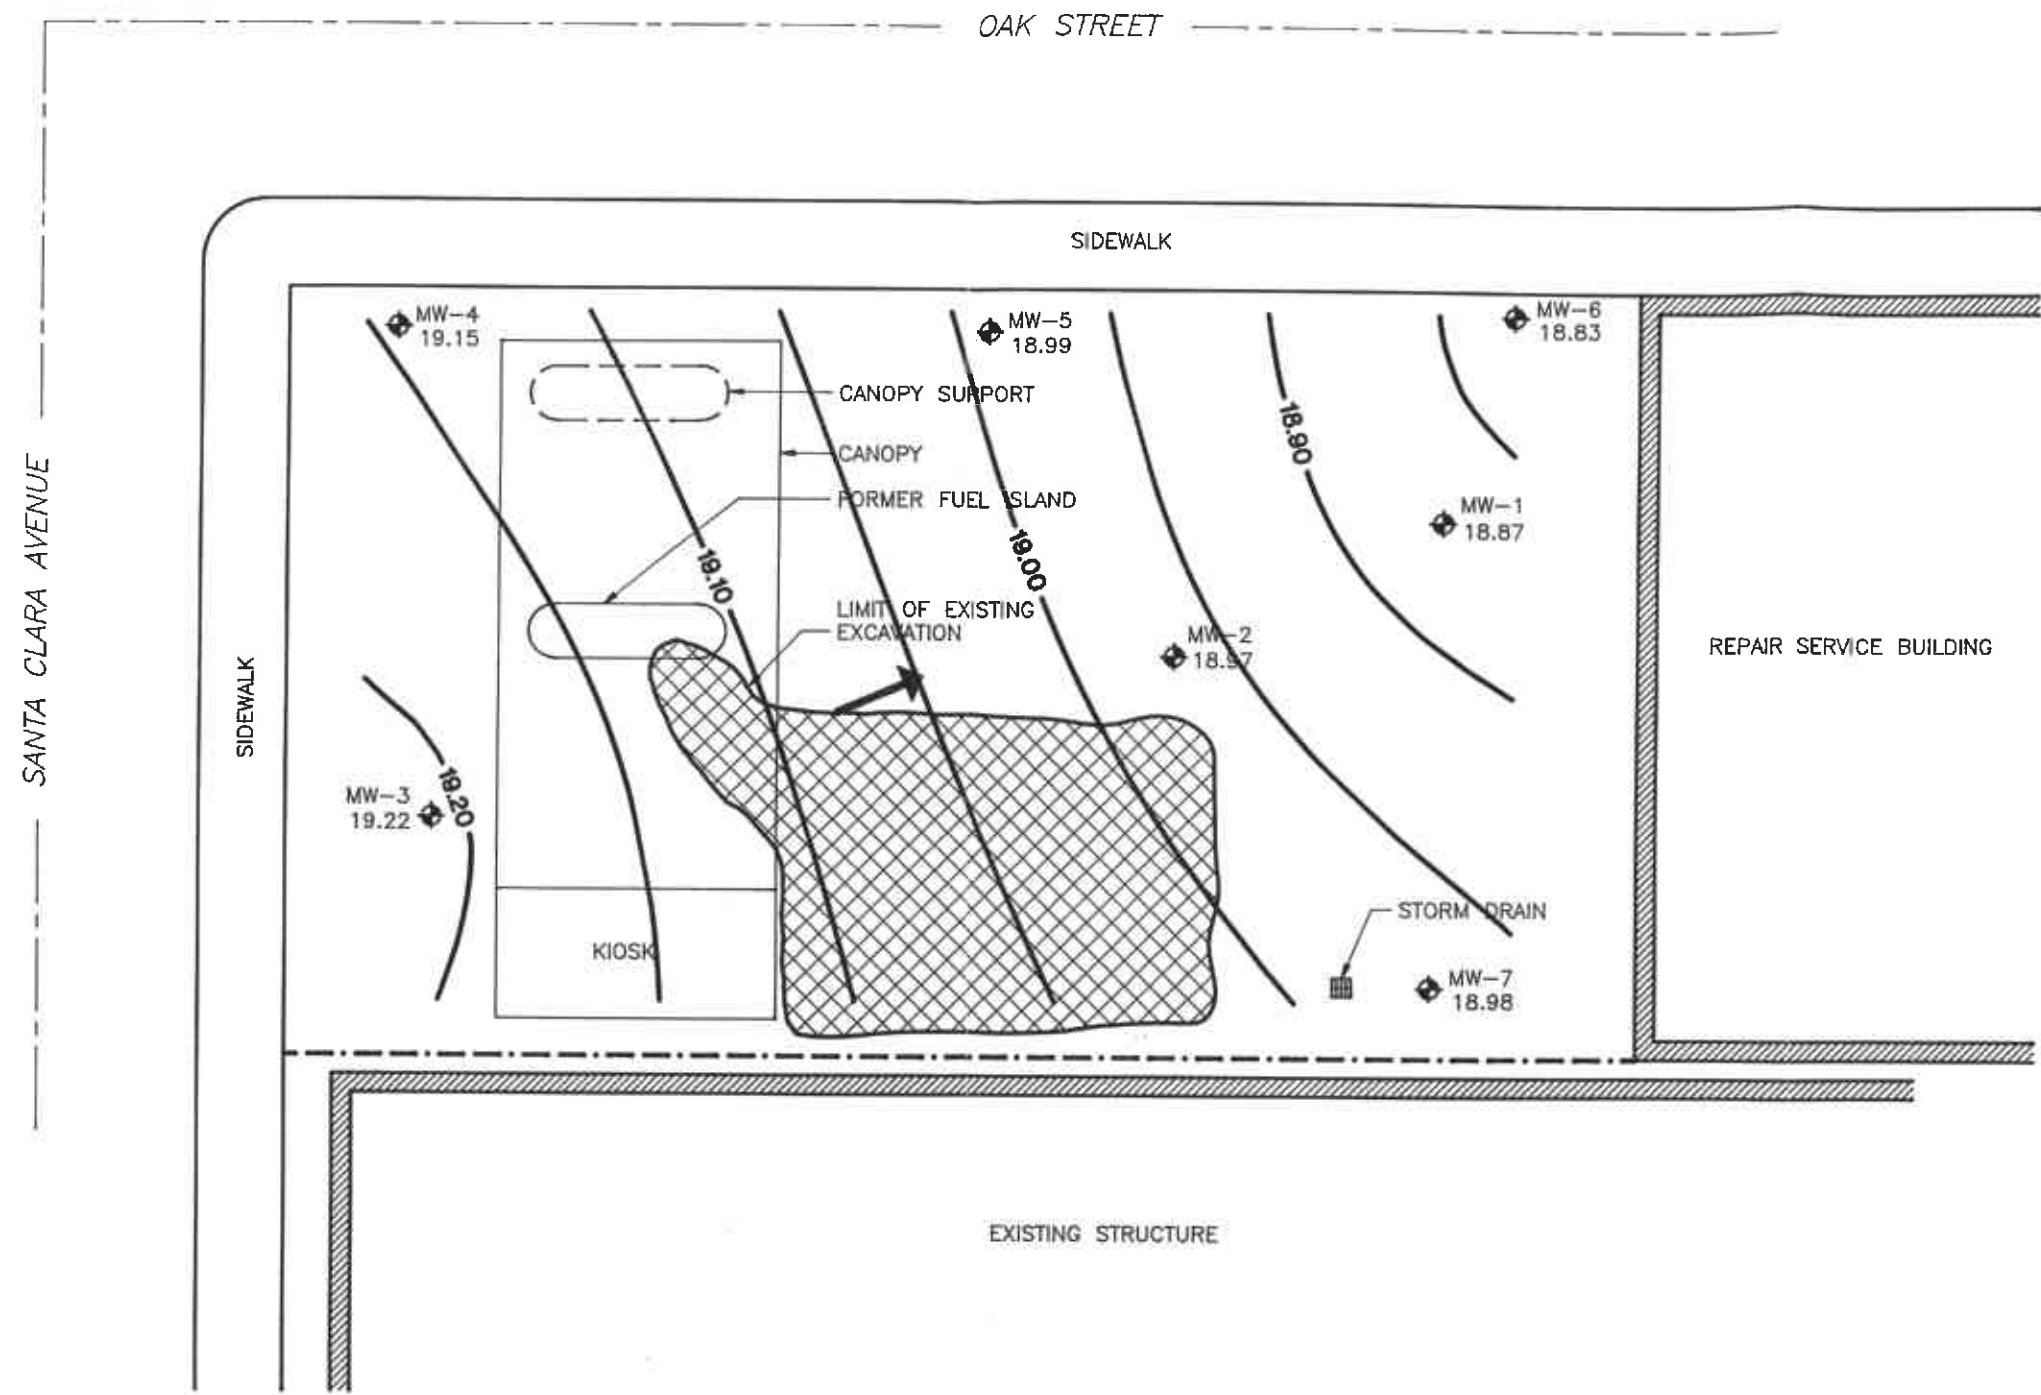 OAK STREET
SIDEWALK
MW-4
19.15
MW-5
18.99
MW-6
18.83
CANOPY SUPPORT
CANOPY
18.90
FORMER FUEL ISLAND
MW-1
18.87
19.10
19.00
LIMIT OF EXISTING
EXCAVATION
MW-2
18.97
REPAIR SERVICE BUILDING
SANTA CLARA AVENUE
SIDEWALK
MW-3
19.22
19.20
STORM DRAIN
KIOSK
MW-7
18.98
EXISTING STRUCTURE